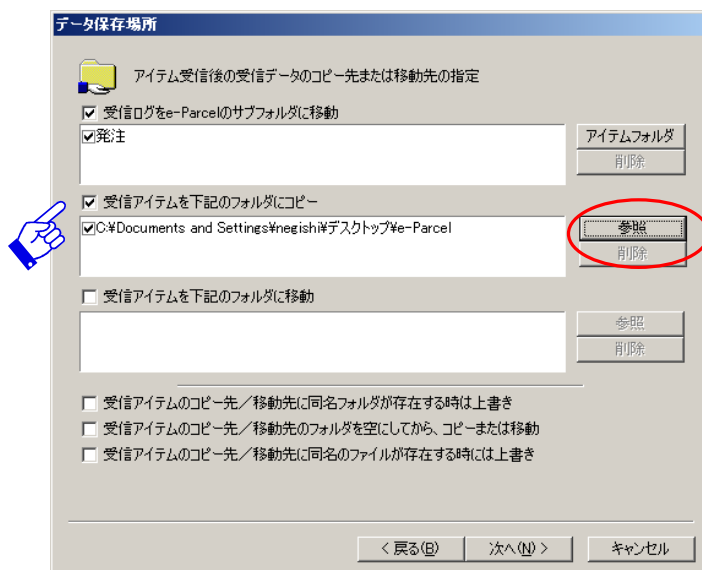 データ保存場所
アイテム受信後の受信データのコピー先または移動先の指定
受信ログをe-Parcelのサブフォルダに移動
発注
アイテムフォルダ
削除
受信アイテムを下記のフォルダにコピー
C:¥Documents and Settings¥negishi¥デスクトップ¥e-Parcel
参照
削除
受信アイテムを下記のフォルダに移動
参照
削除
受信アイテムのコピー先／移動先に同名フォルダが存在する時は上書き
受信アイテムのコピー先／移動先のフォルダを空にしてから、コピーまたは移動
受信アイテムのコピー先／移動先に同名のファイルが存在する時には上書き
< 戻る(B)
次へ(N) >
キャンセル